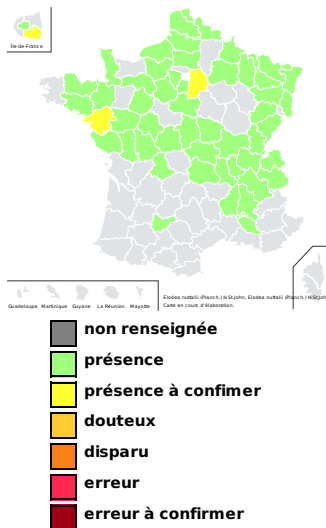 Île-de-France
Guadeloupe Martinique Guyane La Réunion Mayotte
Elodea nuttallii (Planch.) H.St.John, Elodea nuttallii (Planch.) H.St.John
Carte en cours d'élaboration.
non renseignée
présence
présence à confimer
douteux
disparu
erreur
erreur à confirmer